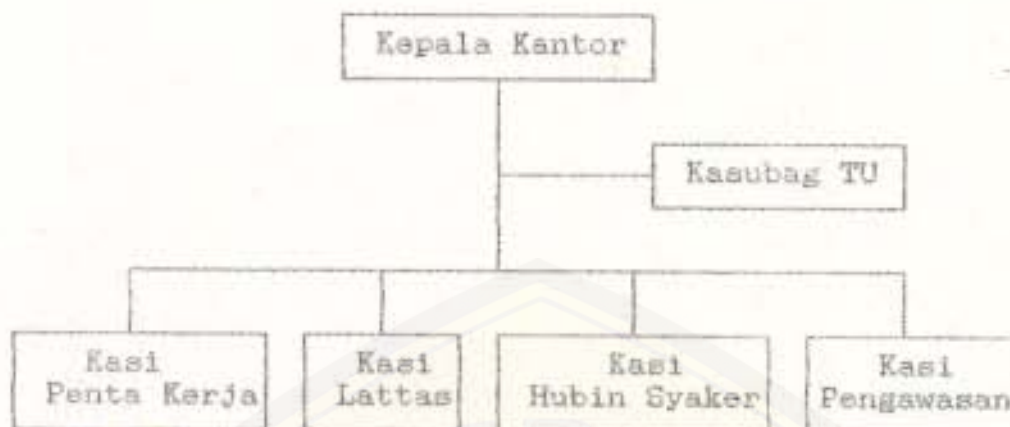 Kepala Kantor
Kasubag TU
Kasi
Penta Kerja
Kasi
Lattas
Kasi
Hubin Syaker
Kasi
Pengawasan